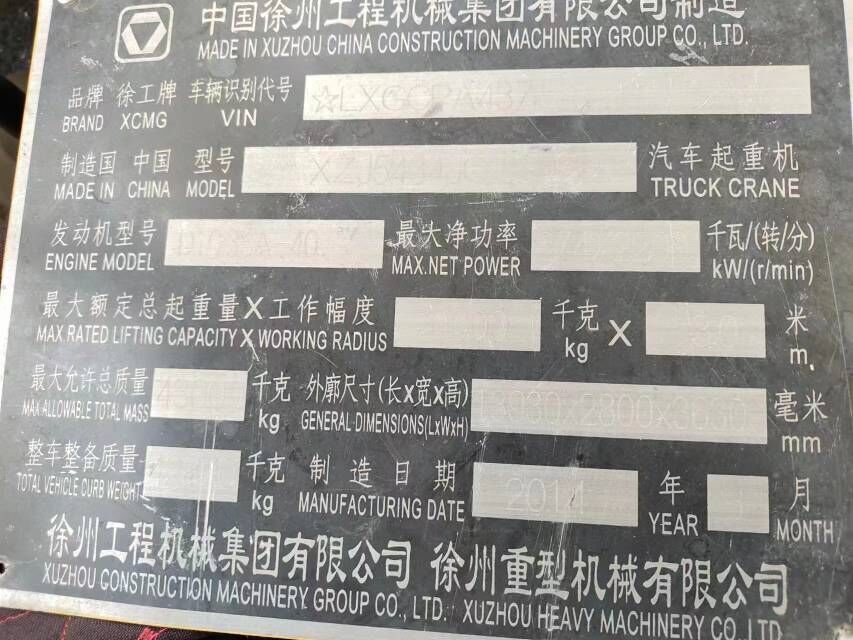 中国徐州工程机械集团有限公司制造
MADE IN XUZHOU CHINA CONSTRUCTION MACHINERY GROUP CO., LTD.
品牌 徐工牌 车辆识别代号
BRAND XCMG VIN
制造国 中国 型号 汽车起重机
MADE IN CHINA MODEL TRUCK CRANE
发动机型号 最大净功率 千瓦/(转/分)
ENGINE MODEL MAX.NET POWER kW/(r/min)
最大额定总起重量X工作幅度 千克 X 米
MAX RATED LIFTING CAPACITY X WORKING RADIUS kg m.
最大允许总质量 千克 外廓尺寸(长X宽X高) 毫米
MAX ALLOWABLE TOTAL MASS kg GENERAL DIMENSIONS(LxWxH) mm
整车整备质量 千克 制造日期 年 月
TOTAL VEHICLE CURB WEIGHT kg MANUFACTURING DATE YEAR MONTH
徐州工程机械集团有限公司 徐州重型机械有限公司
XUZHOU CONSTRUCTION MACHINERY GROUP CO., LTD. XUZHOU HEAVY MACHINERY CO., LTD